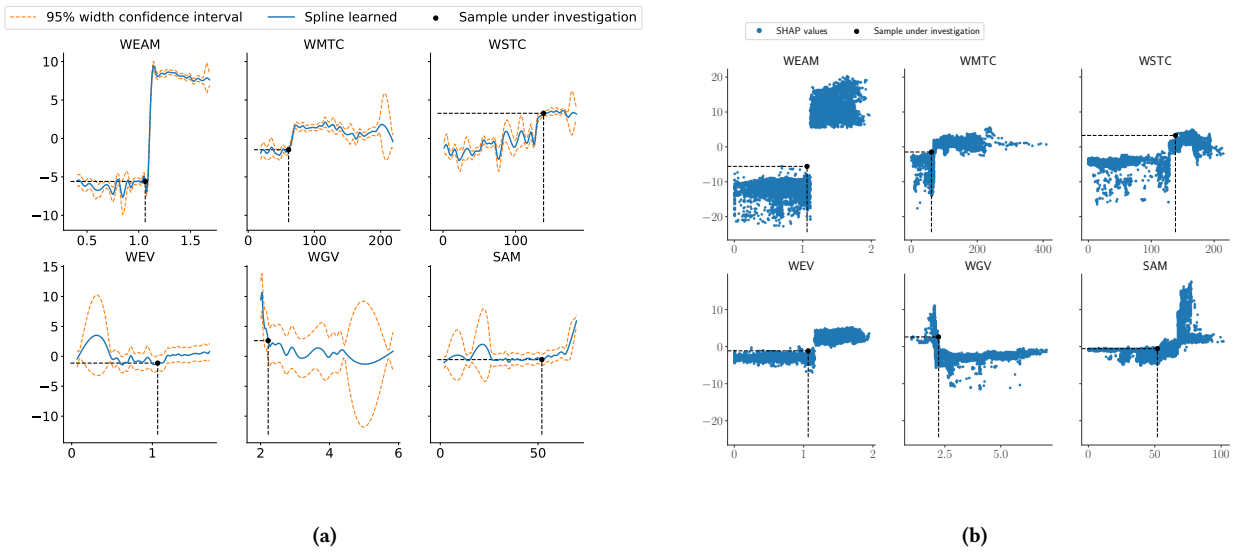 95% width confidence interval Spline learned Sample under investigation
WEAM WMTC WSTC
10
5
0
−5
−10
0.5 1.0 1.5 0 100 200 100
WEV WGV SAM
15
10
5
0
−5
−10
0 1 2 4 6 0 50
(a)
SHAP values Sample under investigation
WEAM WMTC WSTC
20
10
0
−10
−20
0 1 2 0 200 400 0 100 200
WEV WGV SAM
10
0
−10
−20
0 1 2 2.5 5.0 0 50 100
(b)